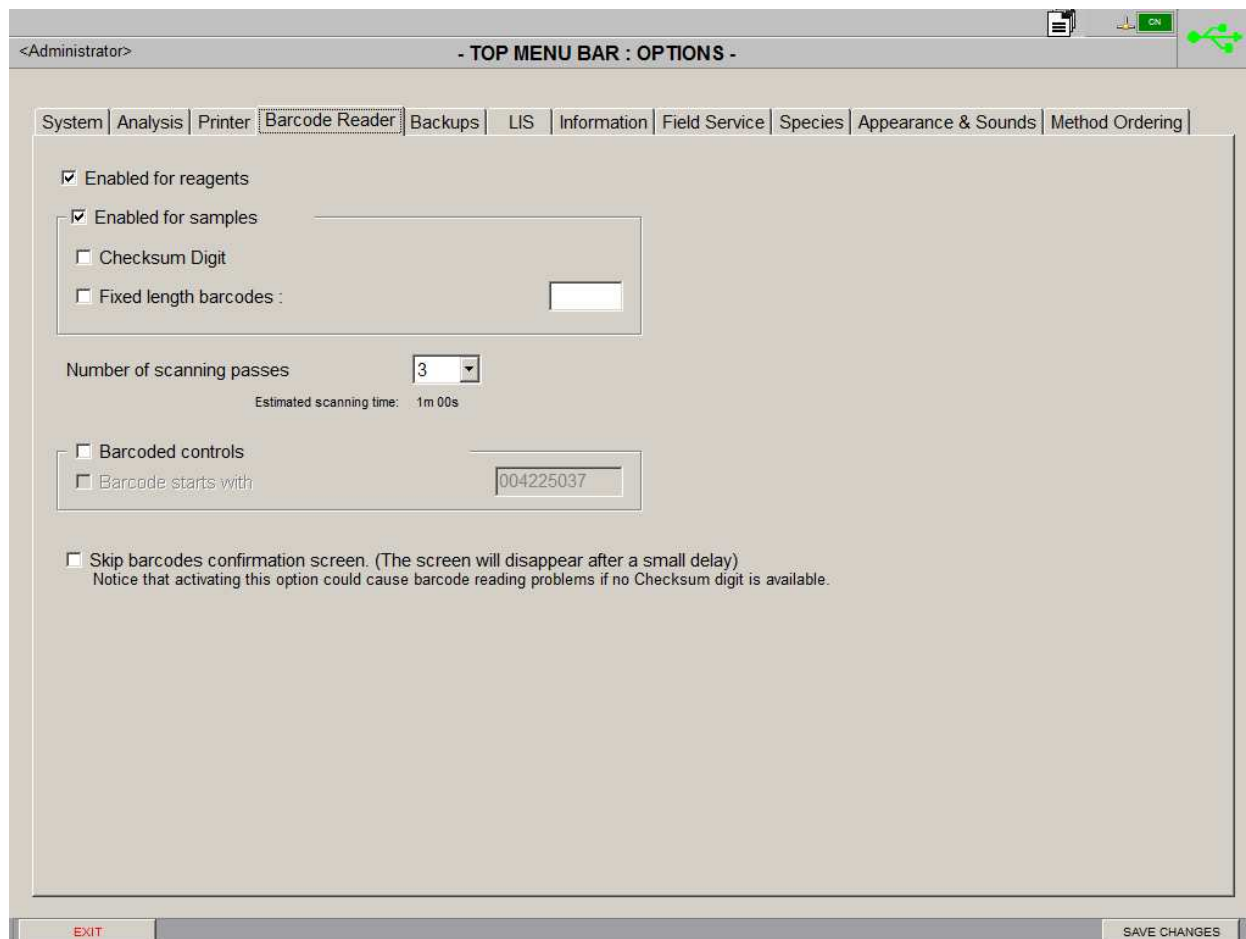 CN
<Administrator>
- TOP MENU BAR : OPTIONS -
System Analysis Printer Barcode Reader Backups LIS Information Field Service Species Appearance & Sounds Method Ordering
Enabled for reagents
Enabled for samples
Checksum Digit
Fixed length barcodes :
Number of scanning passes 3
Estimated scanning time: 1m 00s
Barcoded controls
Barcode starts with 004225037
Skip barcodes confirmation screen. (The screen will disappear after a small delay)
Notice that activating this option could cause barcode reading problems if no Checksum digit is available.
EXIT SAVE CHANGES